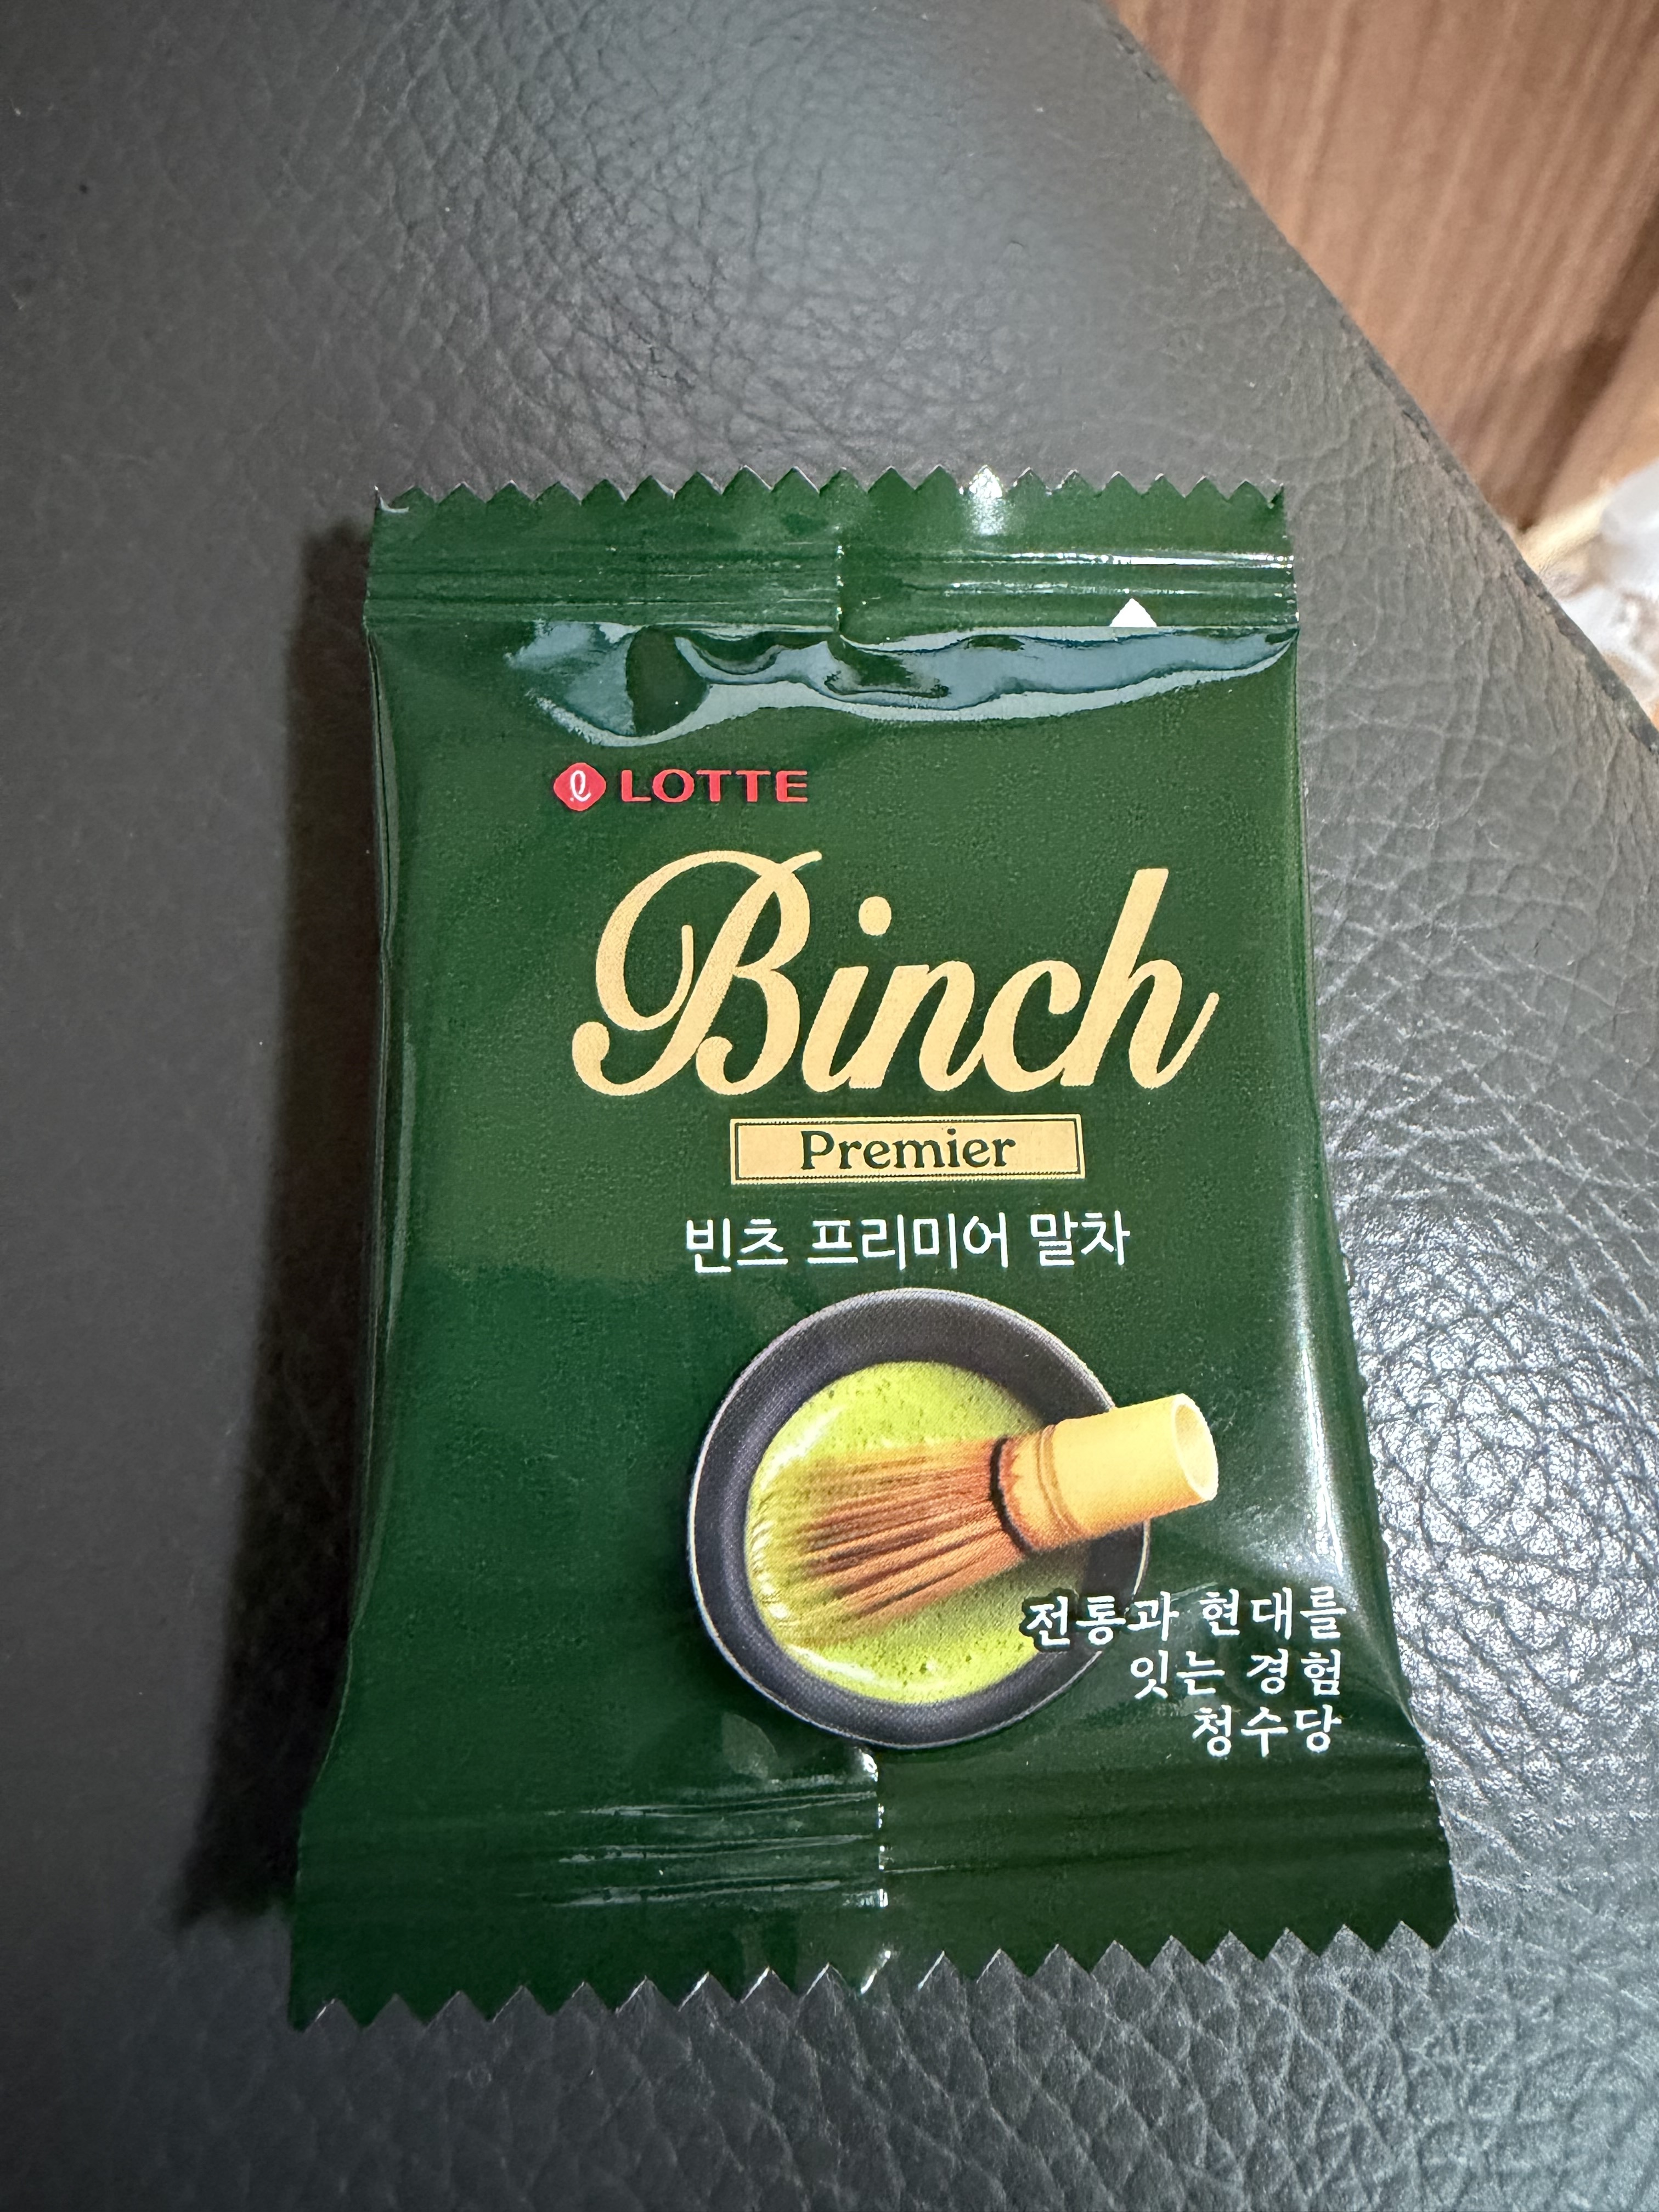 LOTTE
Binch
Premier
빈츠 프리미어 말차
전통과 현대를
잇는 경험
청수당